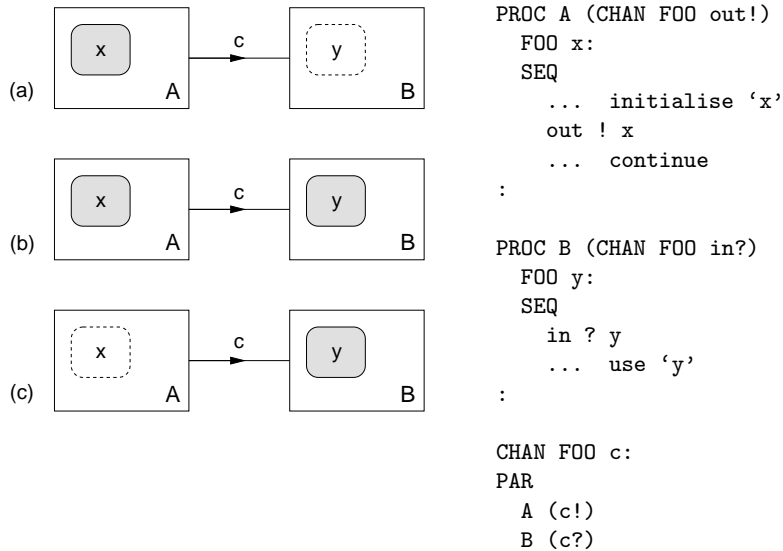 x
c
y
(a)
A
B
x
c
y
(b)
A
B
x
c
y
(c)
A
B
PROC A (CHAN FOO out!)
  FOO x:
  SEQ
    ...  initialise ‘x’
    out ! x
    ...  continue
:
PROC B (CHAN FOO in?)
  FOO y:
  SEQ
    in ? y
    ...  use ‘y’
:
CHAN FOO c:
PAR
  A (c!)
  B (c?)